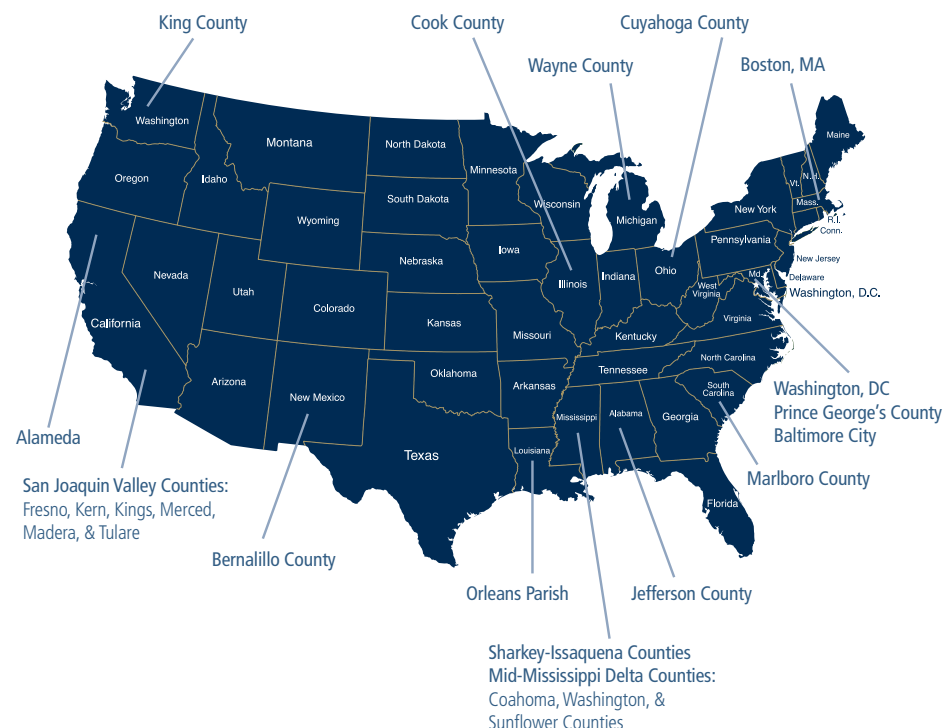 King County
Cook County
Cuyahoga County
Wayne County
Boston, MA
Washington
Montana
North Dakota
Minnesota
Maine
Oregon
Idaho
Wyoming
South Dakota
Wisconsin
Michigan
Vt.
N.H.
Mass.
New York
R.I.
Conn.
Nevada
Utah
Colorado
Nebraska
Iowa
Illinois
Indiana
Ohio
Pennsylvania
New Jersey
Md.
Delaware
Washington, D.C.
West
Virginia
Virginia
California
Kansas
Missouri
Kentucky
Arizona
New Mexico
Oklahoma
Arkansas
Tennessee
North Carolina
South
Carolina
Texas
Louisiana
Mississippi
Alabama
Georgia
Florida
Washington, DC
Prince George's County
Baltimore City
Marlboro County
Alameda
San Joaquin Valley Counties:
Fresno, Kern, Kings, Merced,
Madera, & Tulare
Bernalillo County
Orleans Parish
Jefferson County
Sharkey-Issaquena Counties
Mid-Mississippi Delta Counties:
Coahoma, Washington, &
Sunflower Counties